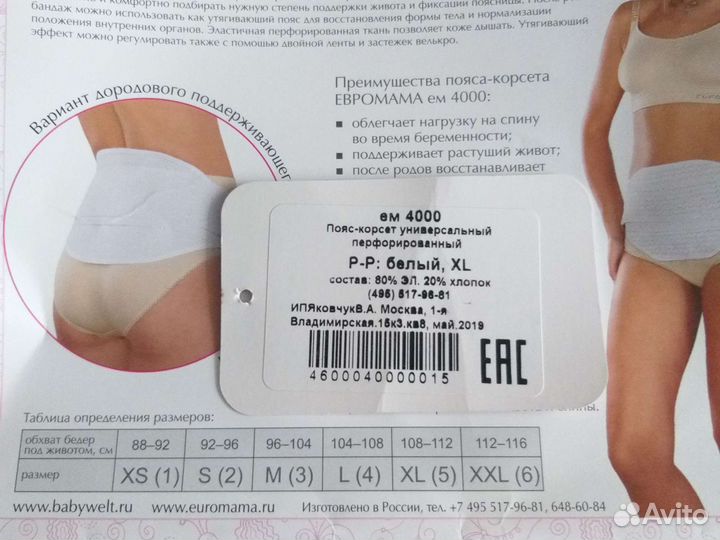 и комфортно подбирать нужную степень поддержки живота и фиксации поясницы. После
бандаж можно использовать как утягивающий пояс для восстановления формы тела и нормализации
положения внутренних органов. Эластичная перфорированная ткань позволяет коже дышать. Утягивающий
эффект можно регулировать также с помощью двойной ленты и застежек велькро.
Вариант дородового поддерживающего
Преимущества пояса-корсета
ЕВРОМАМА ем 4000:
▪ облегчает нагрузку на спину
во время беременности;
▪ поддерживает растущий живот;
▪ после родов восстанавливает
ем 4000
Пояс-корсет универсальный
перфорированный
Р-Р: белый, XL
состав: 80% ЭЛ. 20% хлопок
(495) 517-96-81
ИПЯковчукВ.А. Москва, 1-я
Владимирская.15к3.кв8, май.2019
4600040000015
EAC
Таблица определения размеров:
обхват бедер под животом, см 88–92 92–96 96–104 104–108 108–112 112–116
размер XS (1) S (2) M (3) L (4) XL (5) XXL (6)
www.babywelt.ru www.euromama.ru Изготовлено в России, тел. +7 495 517-96-81, 648-60-84
Avito